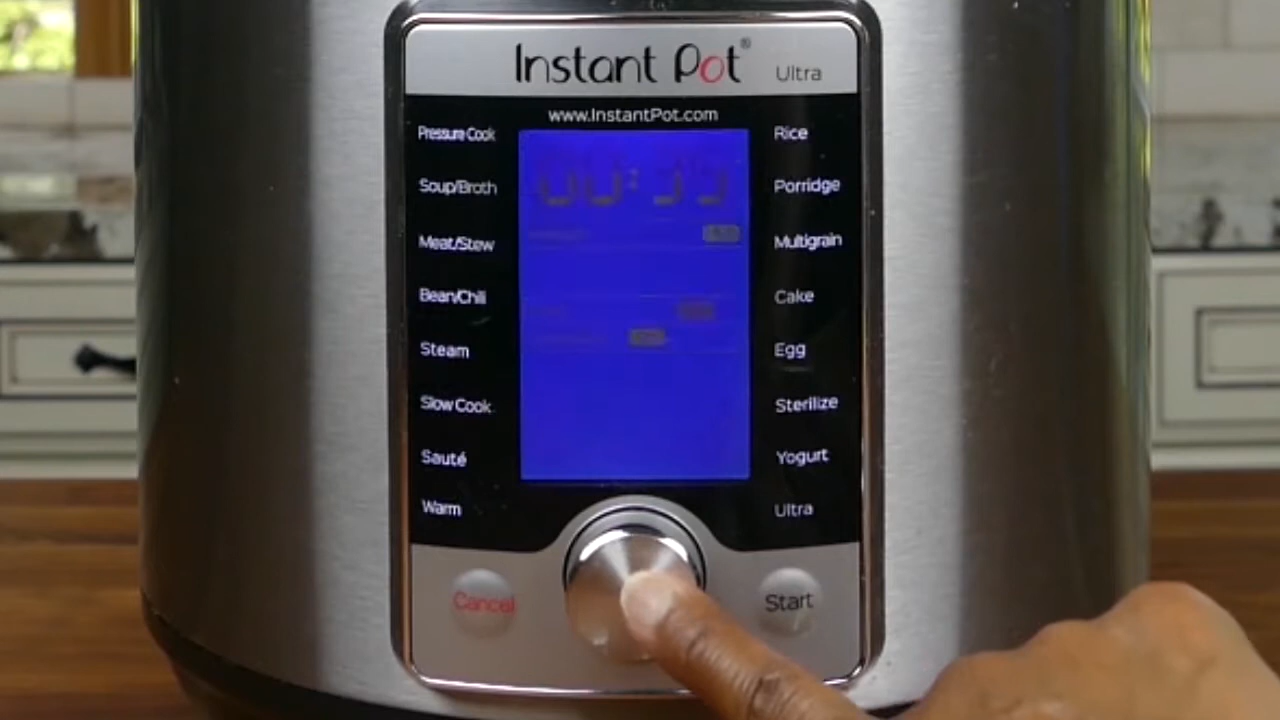 Instant Pot® Ultra
www.InstantPot.com
Pressure Cook
Soup/Broth
Meat/Stew
Bean/Chili
Steam
Slow Cook
Sauté
Warm
Rice
Porridge
Multigrain
Cake
Egg
Sterilize
Yogurt
Ultra
Cancel
Start